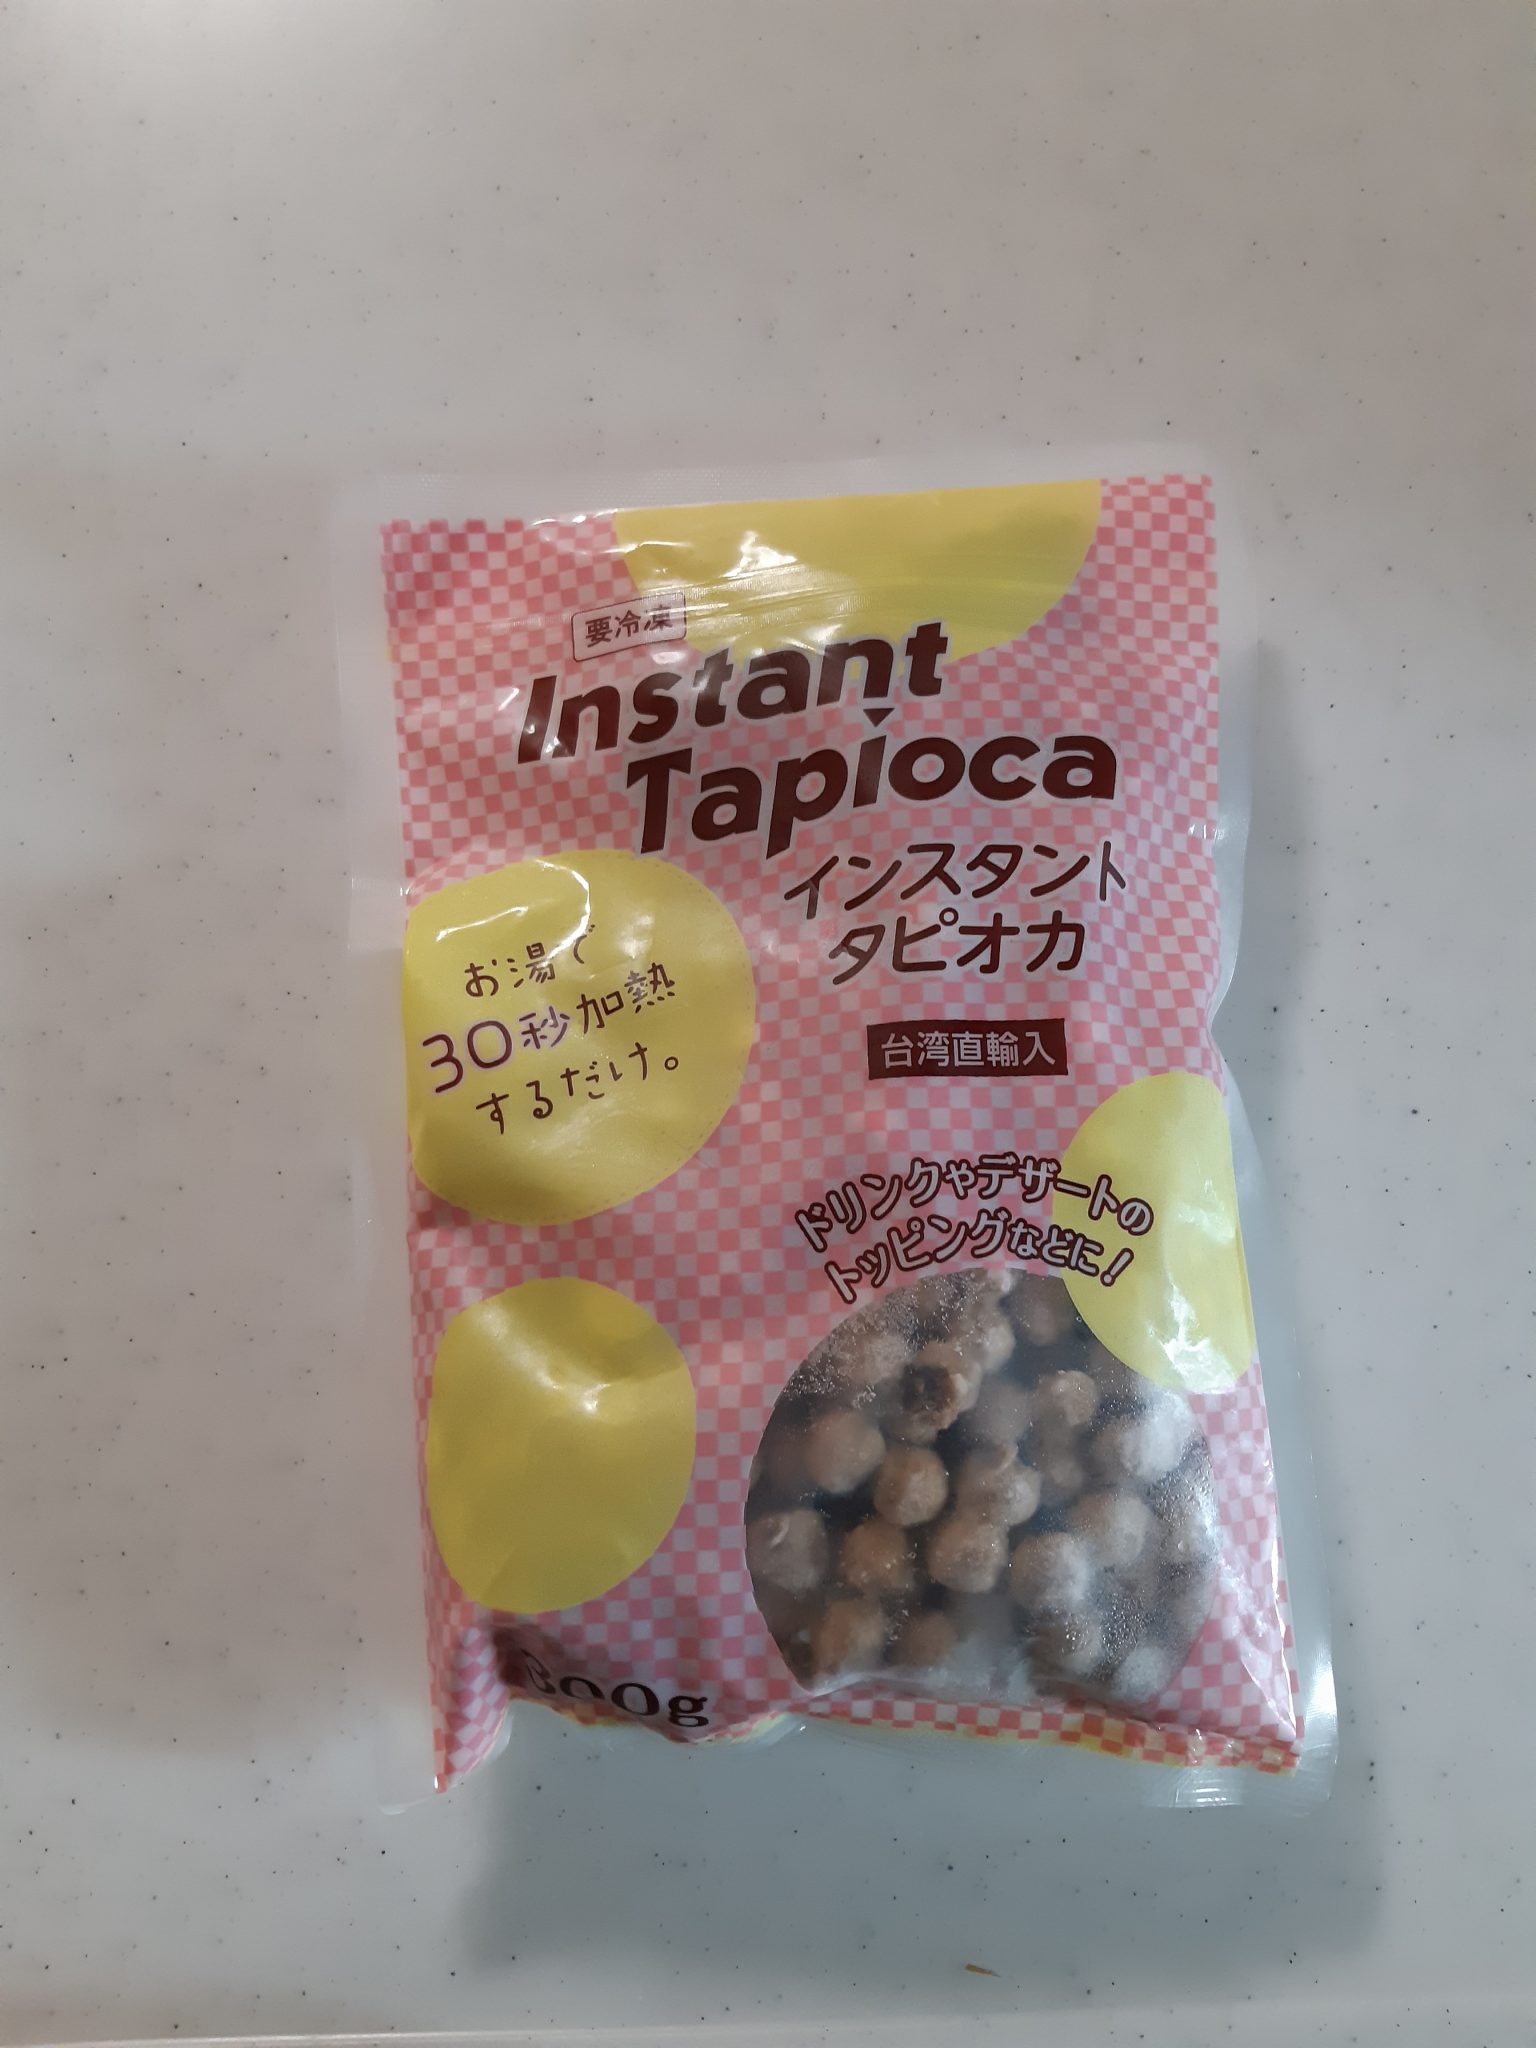 要冷凍
Instant
Tapioca
インスタント
タピオカ
お湯で
30秒加熱
するだけ。
台湾直輸入
ドリンクやデザートの
トッピングなどに!
300g